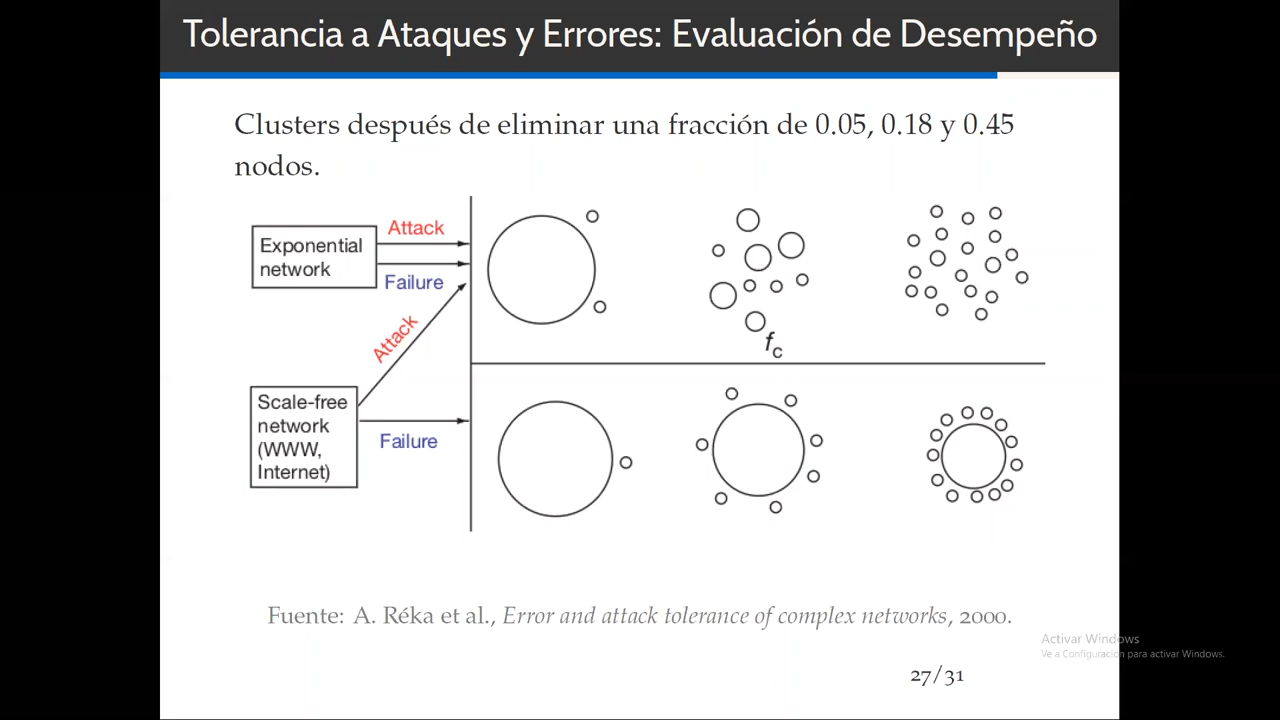 Tolerancia a Ataques y Errores: Evaluación de Desempeño
Clusters después de eliminar una fracción de 0.05, 0.18 y 0.45
nodos.
Attack
Exponential
network
Failure
Attack
fc
Scale-free
network
(WWW,
Internet)
Failure
Fuente: A. Réka et al., Error and attack tolerance of complex networks, 2000.
Activar Windows
Ve a Configuración para activar Windows.
27/31